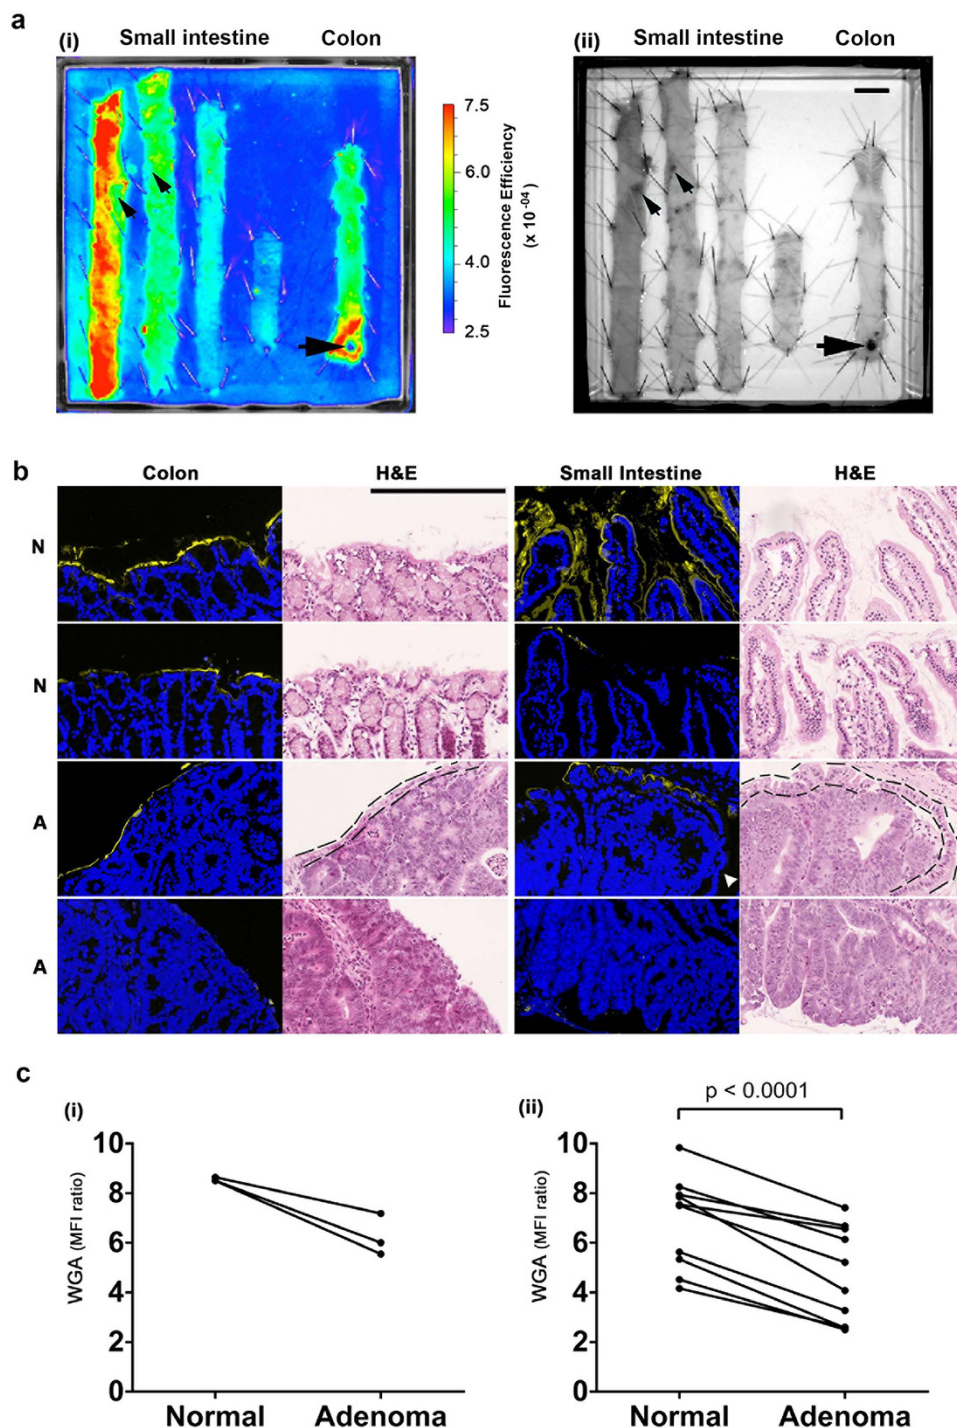 a
(i) Small intestine Colon
7.5
6.0
4.0
2.5
Fluorescence Efficiency
(x 10⁻⁰⁴)
(ii) Small intestine Colon
b
Colon H&E Small Intestine H&E
N
N
A
A
c
(i)
10
8
6
4
2
0
WGA (MFI ratio)
Normal Adenoma
(ii)
p < 0.0001
10
8
6
4
2
0
WGA (MFI ratio)
Normal Adenoma